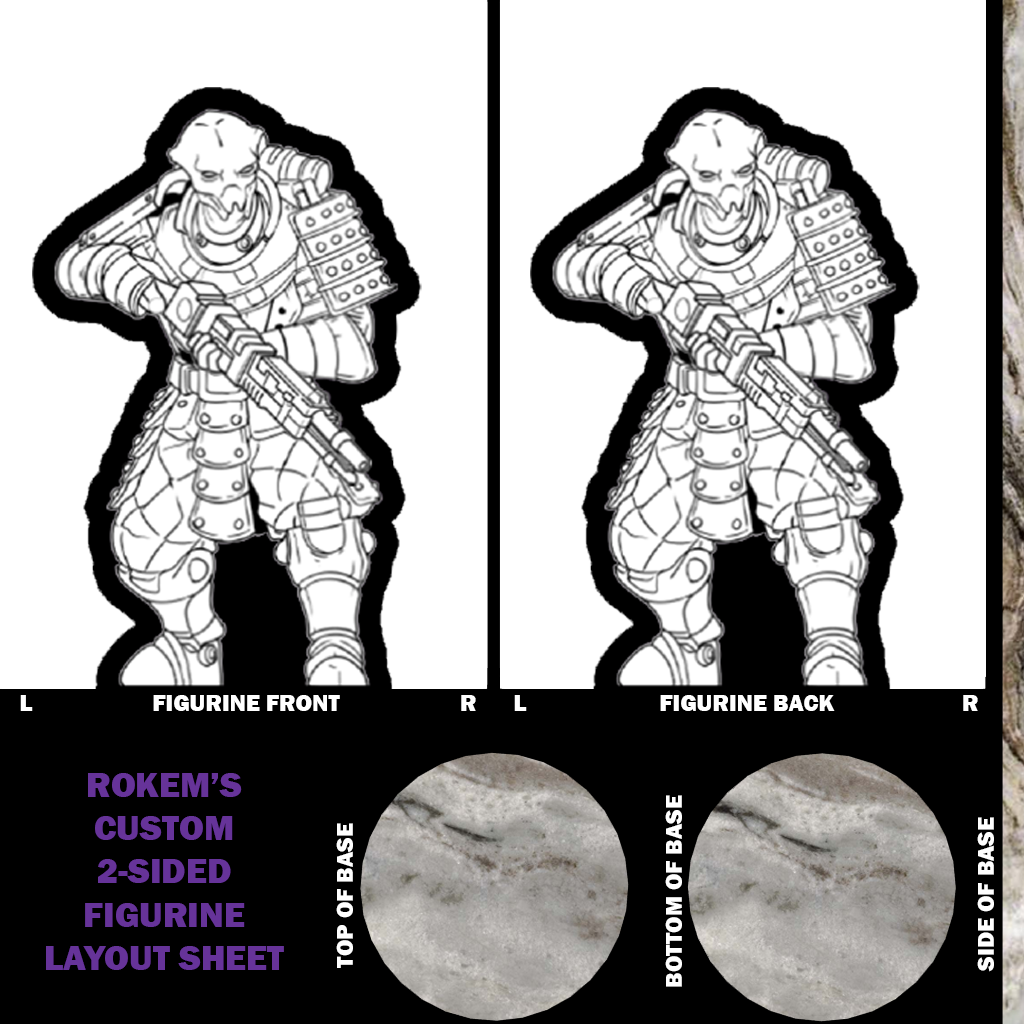 L FIGURINE FRONT R
L FIGURINE BACK R
ROKEM'S
CUSTOM
2-SIDED
FIGURINE
LAYOUT SHEET
TOP OF BASE
BOTTOM OF BASE
SIDE OF BASE